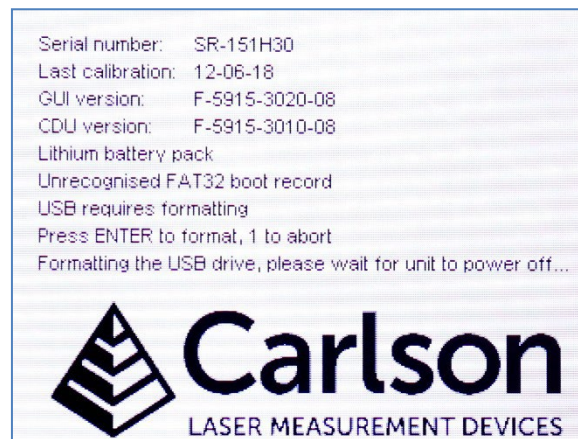 Serial number: SR-151H30
Last calibration: 12-06-18
GUI version: F-5915-3020-08
CDU version: F-5915-3010-08
Lithium battery pack
Unrecognised FAT32 boot record
USB requires formatting
Press ENTER to format, 1 to abort
Formatting the USB drive, please wait for unit to power off...
Carlson
LASER MEASUREMENT DEVICES